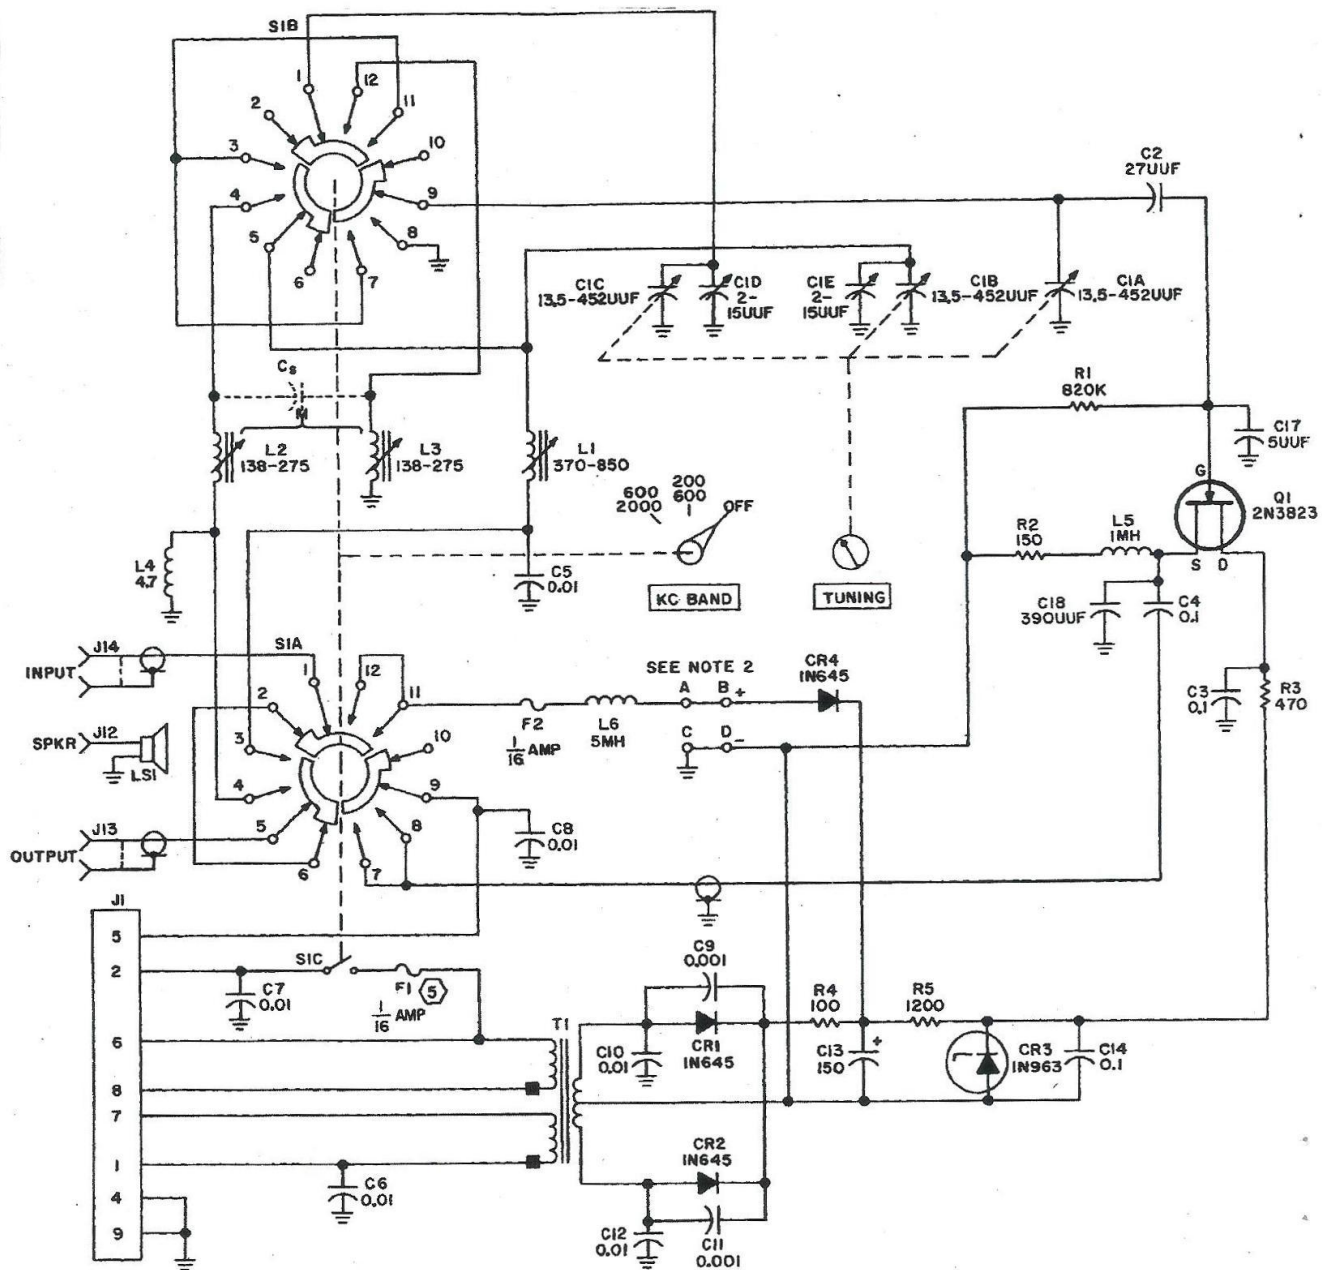 S1B
1
12
11
2
10
3
9
4
8
5
7
6
C2
27UUF
C1C
13.5-452UUF
C1D
2-
15UUF
C1E
2-
15UUF
C1B
13.5-452UUF
C1A
13.5-452UUF
R1
820K
C17
5UUF
Cs
M
L2
138-275
L3
138-275
L1
370-850
G
Q1
2N3823
S D
R2
150
L5
1MH
C18
390UUF
C4
0.1
600
2000
200
600
OFF
KC BAND
TUNING
L4
4.7
C5
0.01
J14
INPUT
S1A
1
12
11
2
10
3
9
4
8
5
7
6
F2
1/16 AMP
L6
5MH
SEE NOTE 2
A B +
C D -
CR4
1N645
C3
0.1
R3
470
SPKR
J12
LS1
J13
OUTPUT
C8
0.01
J1
5
2
6
8
7
1
4
9
S1C
C7
0.01
F1
5
1/16 AMP
T1
C9
0.001
C10
0.01
CR1
1N645
R4
100
R5
1200
C13
150
+
CR3
1N963
C14
0.1
CR2
1N645
C6
0.01
C12
0.01
C11
0.001